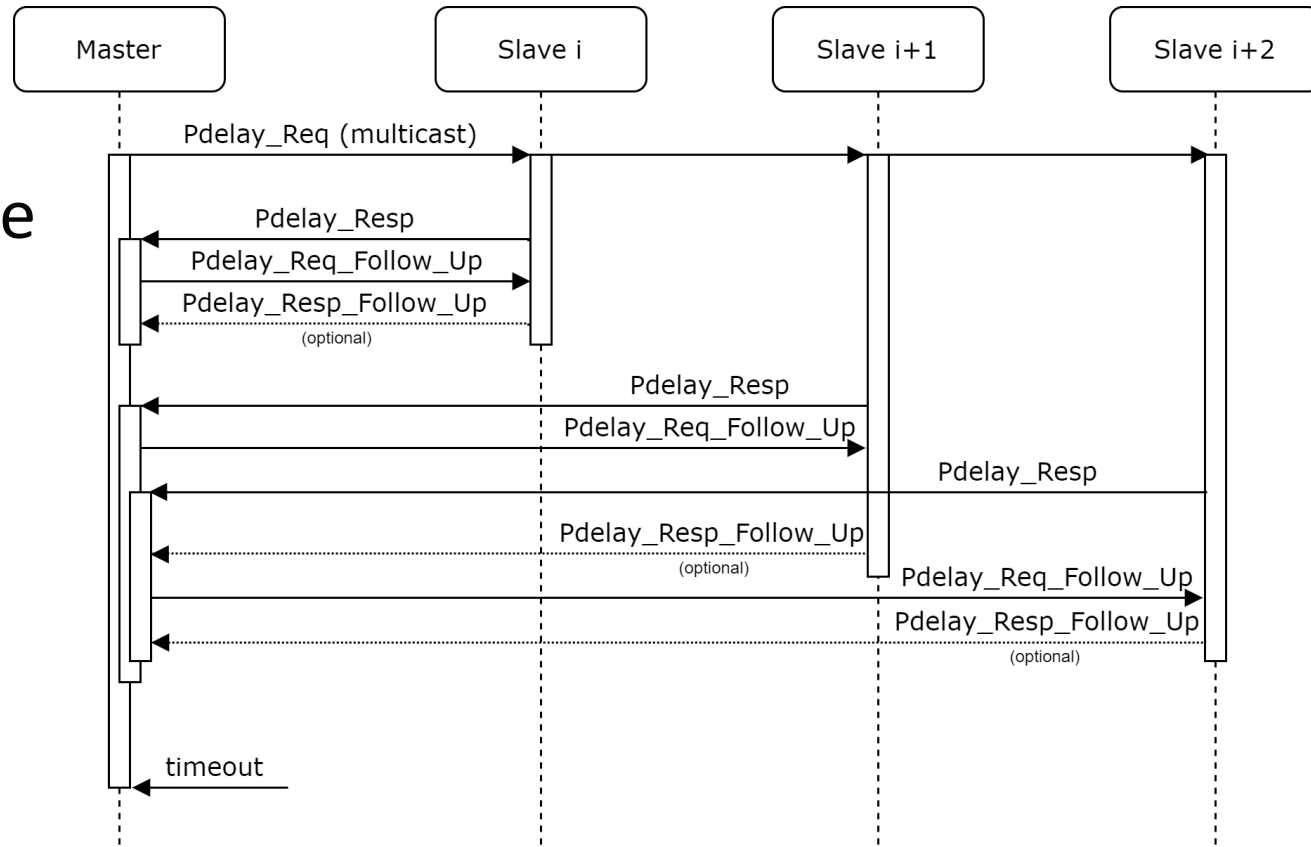 Master
Slave i
Slave i+1
Slave i+2
Pdelay_Req (multicast)
e
Pdelay_Resp
Pdelay_Req_Follow_Up
Pdelay_Resp_Follow_Up
(optional)
Pdelay_Resp
Pdelay_Req_Follow_Up
Pdelay_Resp
Pdelay_Resp_Follow_Up
(optional)
Pdelay_Req_Follow_Up
Pdelay_Resp_Follow_Up
(optional)
timeout